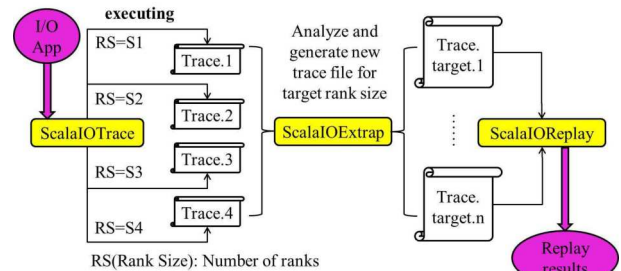 I/O
App
executing
RS=S1
Trace.1
RS=S2
Trace.2
ScalaIOTrace
Trace.3
RS=S3
Trace.4
RS=S4
RS(Rank Size): Number of ranks
Analyze and
generate new
trace file for
target rank size
ScalaIOExtrap
Trace.
target.1
Trace.
target.n
ScalaIOReplay
Replay
results